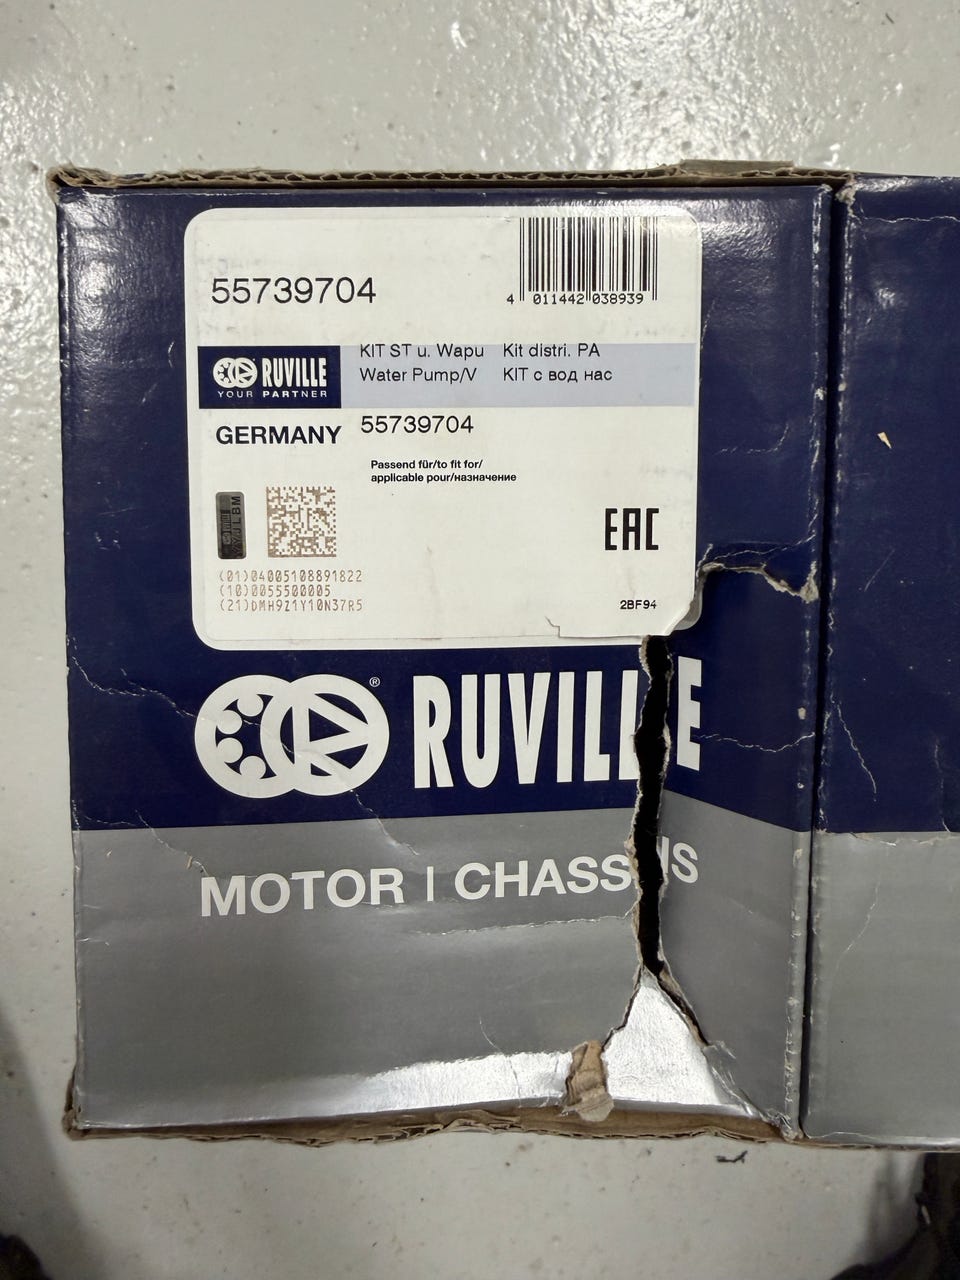 55739704
4 011442 038939
RUVILLE
YOUR PARTNER
KIT ST u. Wapu Kit distri. PA
Water Pump/V KIT с вод нас
GERMANY 55739704
Passend für/to fit for/
applicable pour/назначение
(01)04005108891822
(10)0055500005
(21)DMH9Z1Y10N37R5
EAC
2BF94
®
RUVILLE
MOTOR | CHASSIS